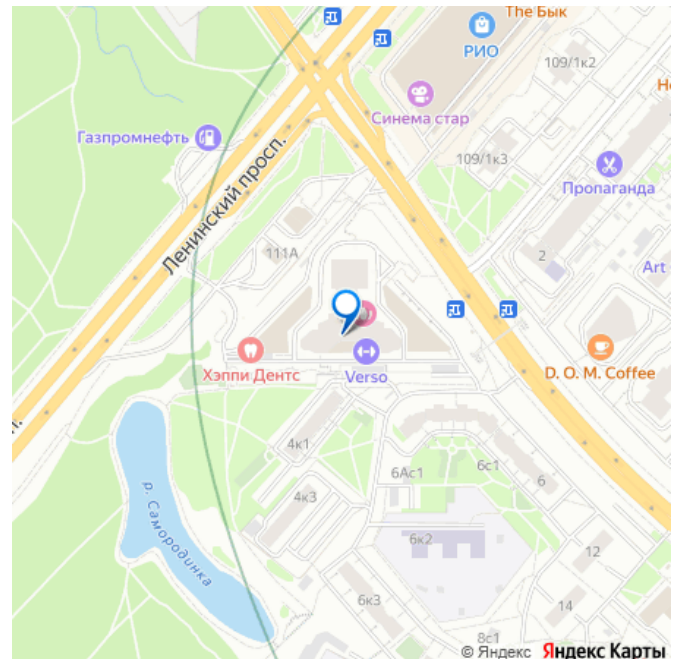 The Бык
РИО
109/1к2
Не
Синема стар
Газпромнефть
109/1к3
Пропаганда
Ленинский просп.
111А
2
Art
Хэппи Дентс
Verso
D. O. M. Coffee
4к1
6Ас1
6с1
6
4к3
р. Самородинка
6к2
12
6к3
14
8с1
© Яндекс Яндекс Карты